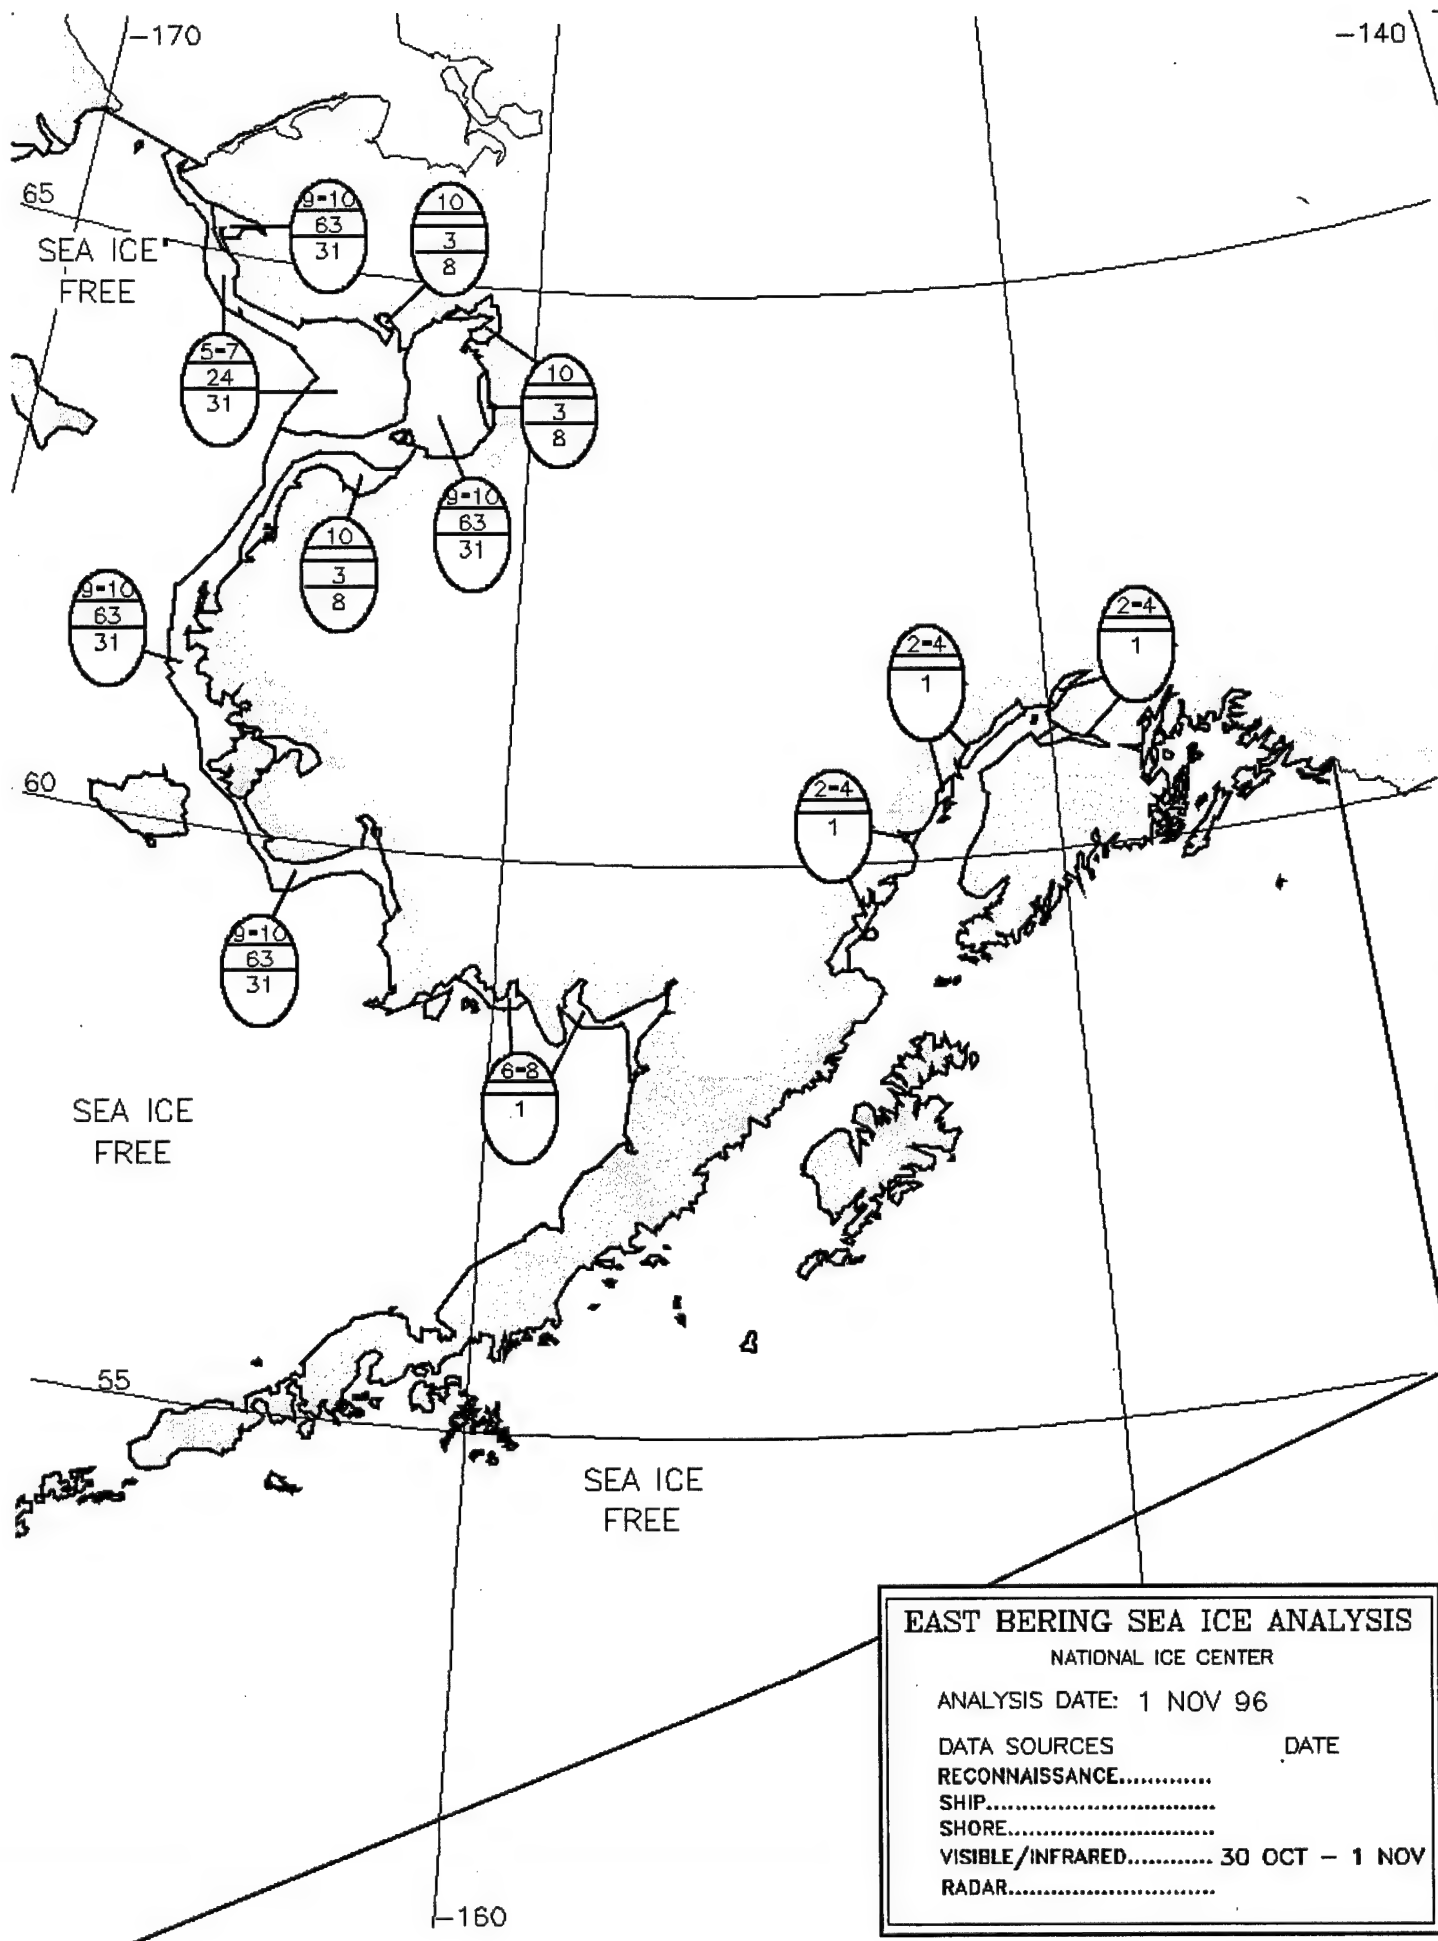 -170
-140
65
9-10
63
31
10
3
8
SEA ICE
FREE
5-7
24
31
10
3
8
9-10
63
31
10
3
8
9-10
63
31
2-4
1
2-4
1
60
2-4
1
9-10
63
31
6-8
1
SEA ICE
FREE
55
SEA ICE
FREE
EAST BERING SEA ICE ANALYSIS
NATIONAL ICE CENTER
ANALYSIS DATE: 1 NOV 96
DATA SOURCES DATE
RECONNAISSANCE.............
SHIP................................
SHORE.............................
VISIBLE/INFRARED............ 30 OCT - 1 NOV
RADAR.............................
-160